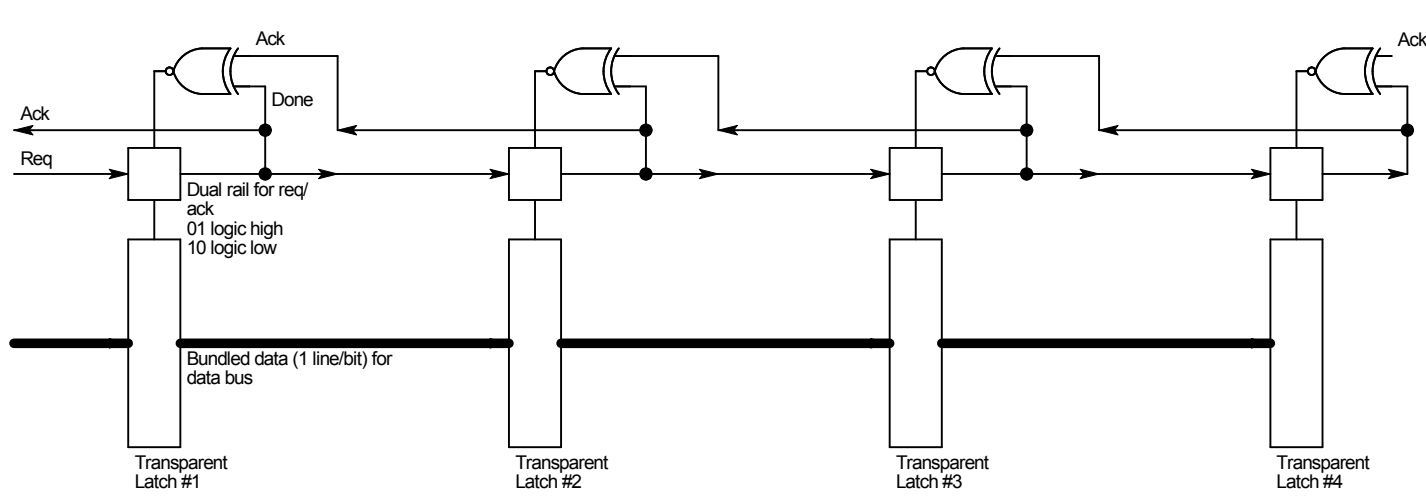 Ack
Ack
Done
Ack
Req
Dual rail for req/
ack
01 logic high
10 logic low
Bundled data (1 line/bit) for
data bus
Transparent
Latch #1
Transparent
Latch #2
Transparent
Latch #3
Transparent
Latch #4